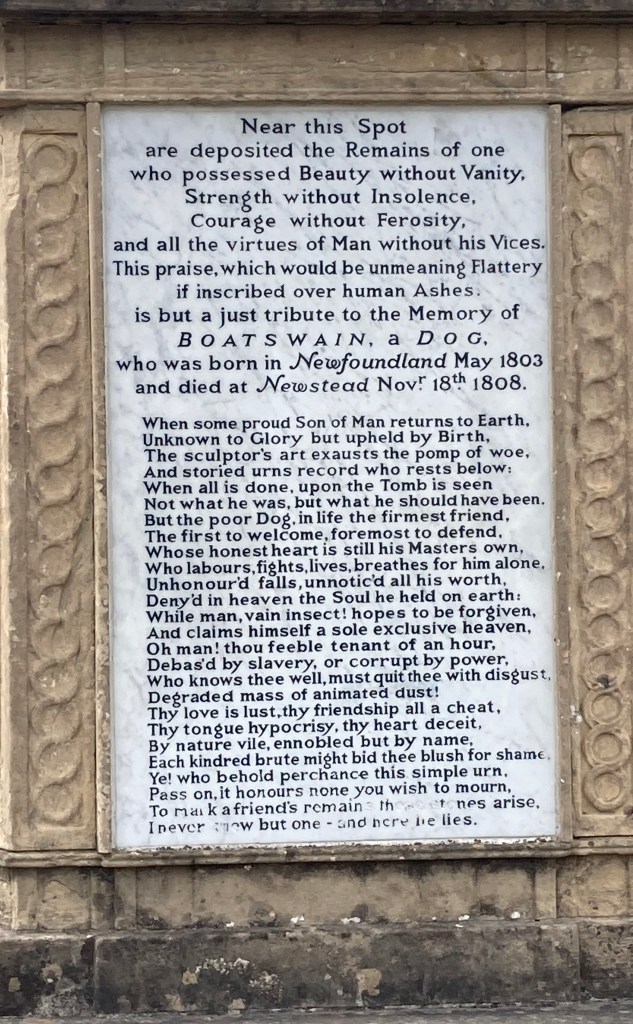 Near this Spot
are deposited the Remains of one
who possessed Beauty without Vanity,
Strength without Insolence,
Courage without Ferosity,
and all the virtues of Man without his Vices.
This praise, which would be unmeaning Flattery
if inscribed over human Ashes.
is but a just tribute to the Memory of
BOATSWAIN, a DOG,
who was born in Newfoundland May 1803
and died at Newstead Novr 18th 1808.
When some proud Son of Man returns to Earth,
Unknown to Glory but upheld by Birth,
The sculptor's art exausts the pomp of woe,
And storied urns record who rests below:
When all is done, upon the Tomb is seen
Not what he was, but what he should have been.
But the poor Dog, in life the firmest friend,
The first to welcome, foremost to defend,
Whose honest heart is still his Masters own,
Who labours, fights, lives, breathes for him alone,
Unhonour'd falls, unnotic'd all his worth,
Deny'd in heaven the Soul he held on earth:
While man, vain insect! hopes to be forgiven,
And claims himself a sole exclusive heaven,
Oh man! thou feeble tenant of an hour,
Debas'd by slavery, or corrupt by power,
Who knows thee well, must quit thee with disgust,
Degraded mass of animated dust!
Thy love is lust, thy friendship all a cheat,
Thy tongue hypocrisy, thy heart deceit,
By nature vile, ennobled but by name,
Each kindred brute might bid thee blush for shame,
Ye! who behold perchance this simple urn,
Pass on, it honours none you wish to mourn,
To mark a friend's remains arise,
I never but one - and here he lies.